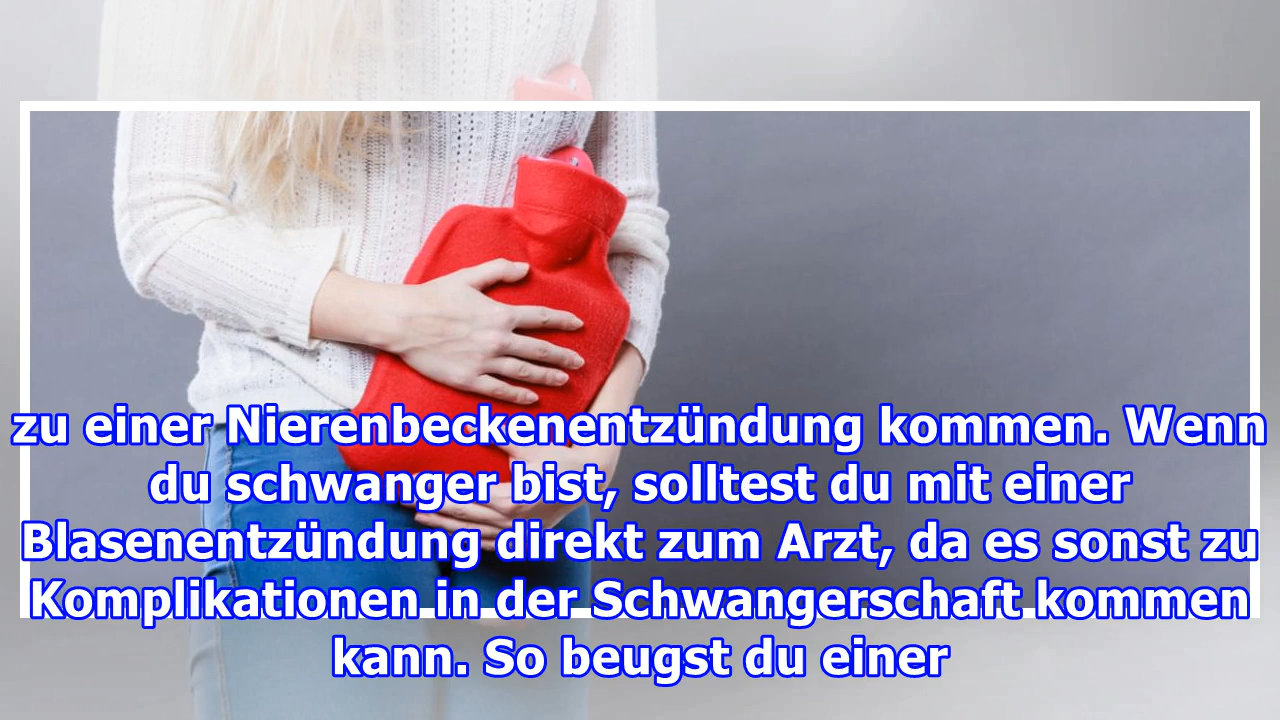 zu einer Nierenbeckenentzündung kommen. Wenn
du schwanger bist, solltest du mit einer
Blasenentzündung direkt zum Arzt, da es sonst zu
Komplikationen in der Schwangerschaft kommen
kann. So beugst du einer